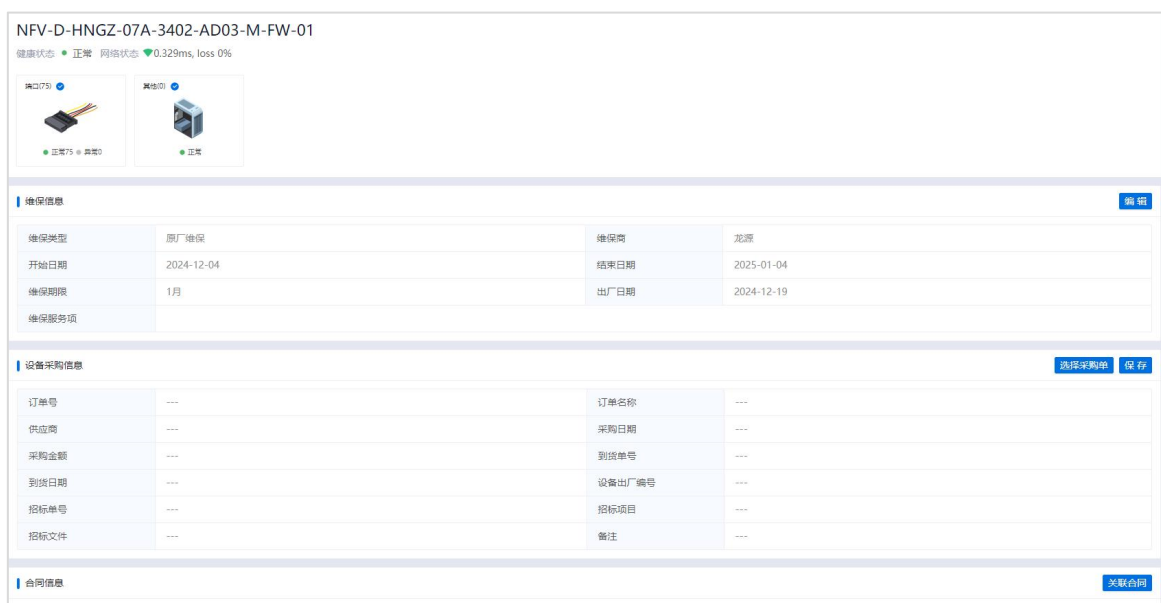 NFV-D-HNGZ-07A-3402-AD03-M-FW-01
健康状态 正常 网络状态 0.329ms, loss 0%
端口(75) 其他(0)
正常75 异常0 正常
维保信息 编辑
维保类型 原厂维保 维保商 龙源
开始日期 2024-12-04 结束日期 2025-01-04
维保期限 1月 出厂日期 2024-12-19
维保服务项
设备采购信息 选择采购单 保存
订单号 --- 订单名称 ---
供应商 --- 采购日期 ---
采购金额 --- 到货单号 ---
到货日期 --- 设备出厂编号 ---
招标单号 --- 招标项目 ---
招标文件 --- 备注 ---
合同信息 关联合同